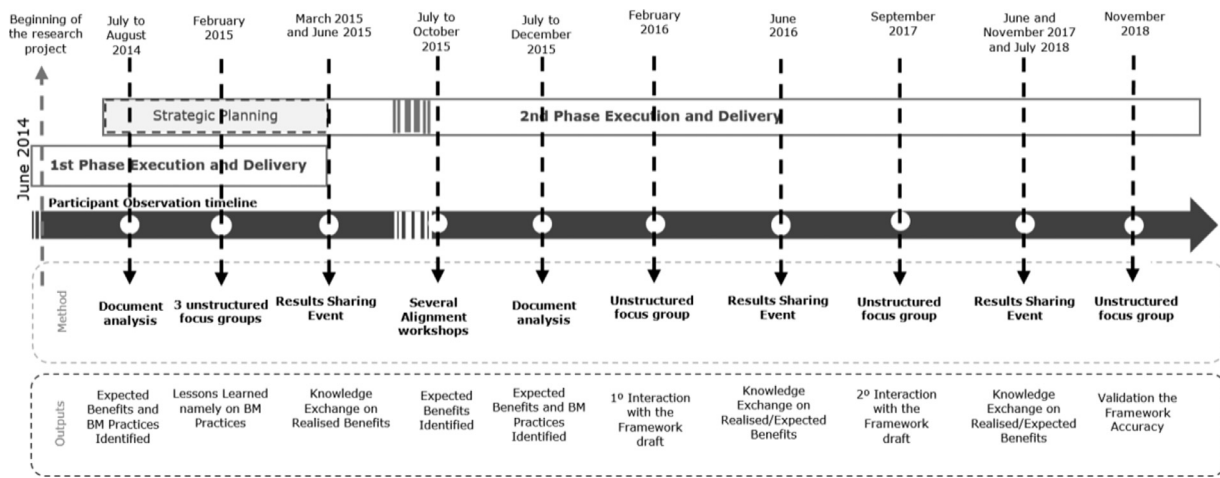 Beginning of
the research
project
July to
August
2014
February
2015
March 2015
and June 2015
July to
October
2015
July to
December
2015
February
2016
June
2016
September
2017
June and
November 2017
and July 2018
November
2018
Strategic Planning
2nd Phase Execution and Delivery
1st Phase Execution and Delivery
June 2014
Participant Observation timeline
Method
Document
analysis
3 unstructured
focus groups
Results Sharing
Event
Several
Alignment
workshops
Document
analysis
Unstructured
focus group
Results Sharing
Event
Unstructured
focus group
Results Sharing
Event
Unstructured
focus group
Outputs
Expected
Benefits and
BM Practices
Identified
Lessons Learned
namely on BM
Practices
Knowledge
Exchange on
Realised Benefits
Expected
Benefits
Identified
Expected
Benefits and BM
Practices
Identified
1º Interaction
with the
Framework
draft
Knowledge
Exchange on
Realised/Expected
Benefits
2º Interaction
with the
Framework
draft
Knowledge
Exchange on
Realised/Expected
Benefits
Validation the
Framework
Accuracy